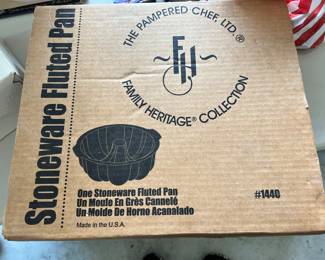 Stoneware Fluted Pan
THE PAMPERED CHEF, LTD.®
FH
FAMILY HERITAGE® COLLECTION
One Stoneware Fluted Pan
Un Moule En Grès Cannelé
Un Molde De Horno Acanalado
Made in the U.S.A.
#1440